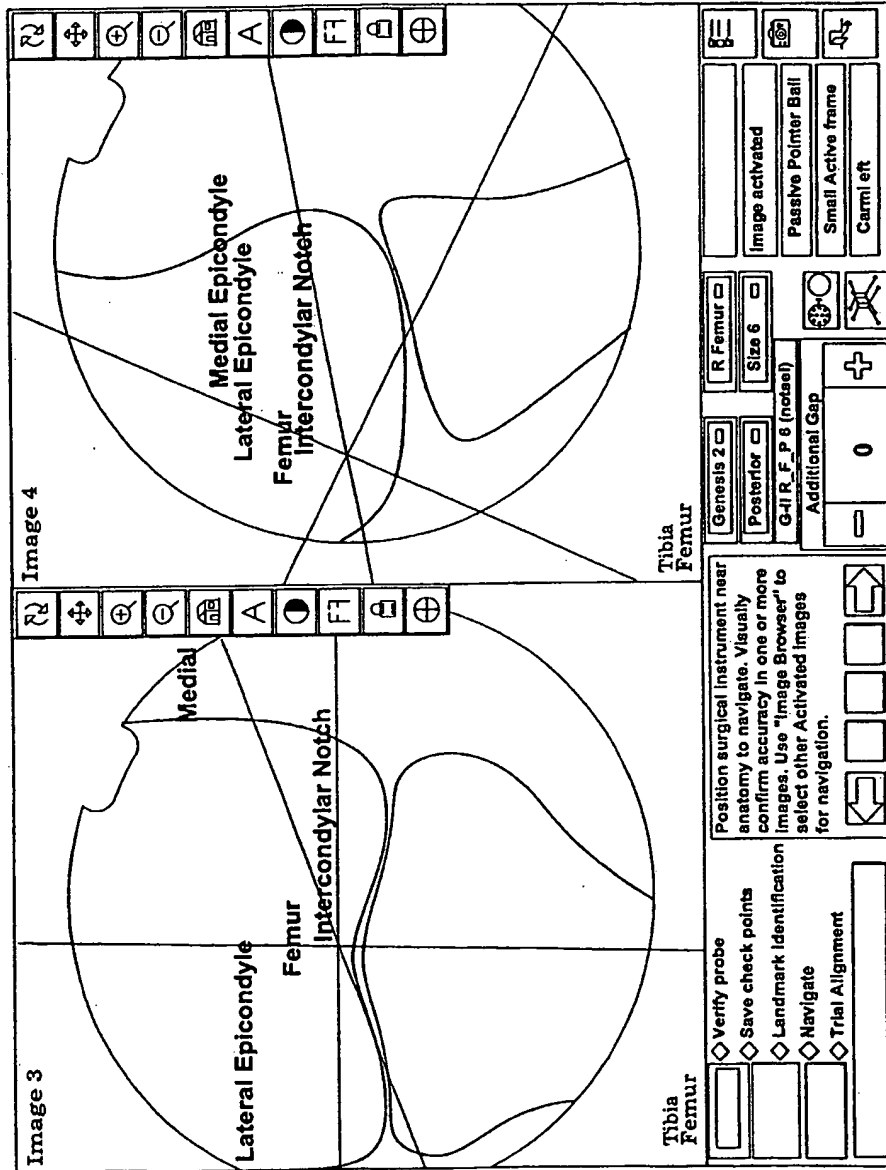 Image 3
Lateral Epicondyle
Femur
Intercondylar Notch
Medial
Tibia
Femur
Image 4
Medial Epicondyle
Lateral Epicondyle
Femur
Intercondylar Notch
Tibia
Femur
A
A
Verify probe
Save check points
Landmark Identification
Navigate
Trial Alignment
Position surgical instrument near
anatomy to navigate. Visually
confirm accuracy in one or more
images. Use "Image Browser" to
select other Activated images
for navigation.
Genesis 2
R Femur
Posterior
Size 6
G-II R_F_P 6 (notsel)
Additional Gap
0
Image activated
Passive Pointer Ball
Small Active frame
Carml eft